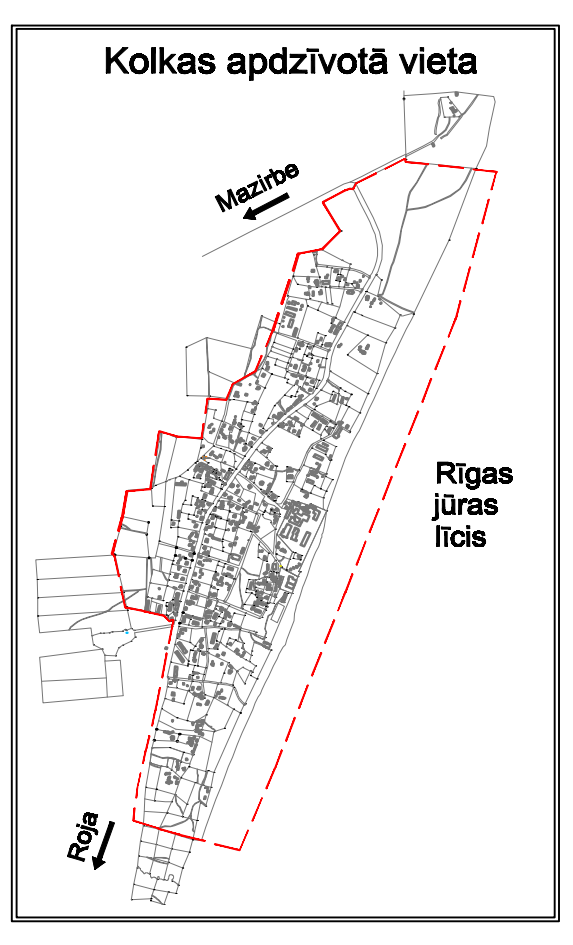 Kolkas apdzīvotā vieta
Mazirbe
Rīgas
jūras
līcis
Roja